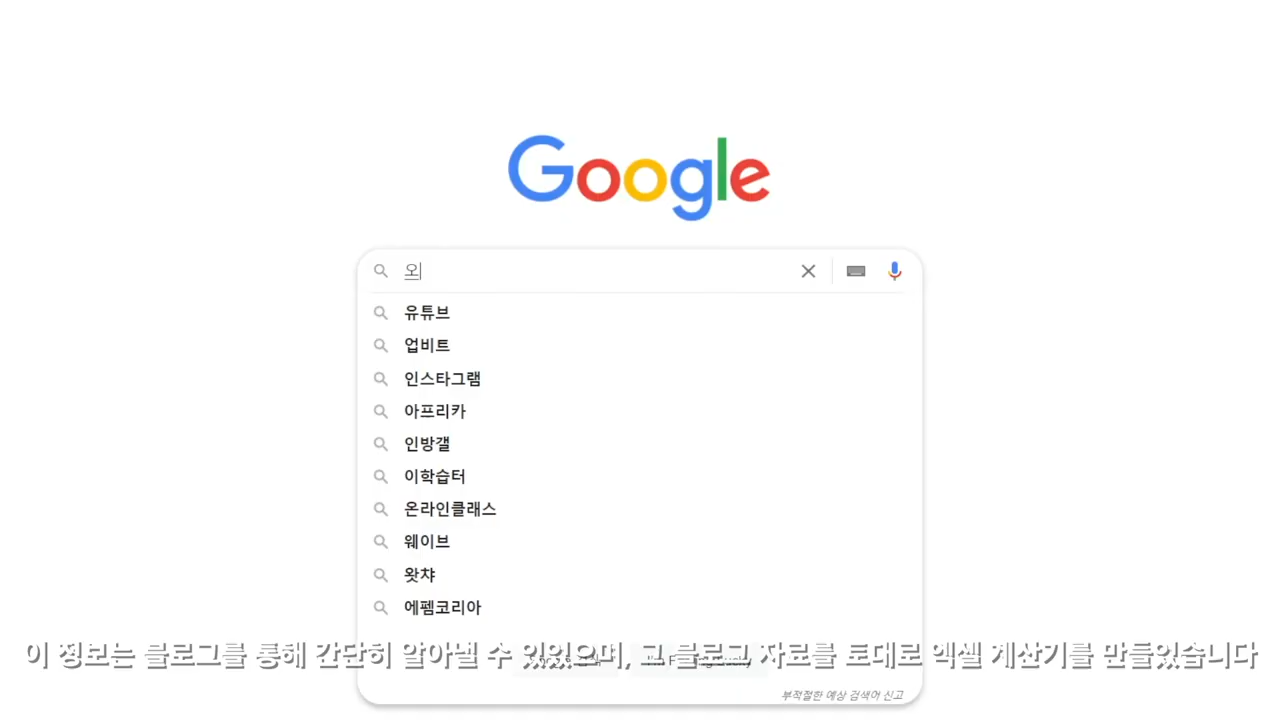 Google
오
유튜브
업비트
인스타그램
아프리카
인방갤
이학습터
온라인클래스
웨이브
왓챠
에펨코리아
이 정보는 블로그를 통해 간단히 알아낼 수 있었으며, 그 블로그 자료를 토대로 엑셀 계산기를 만들었습니다
부적절한 예상 검색어 신고